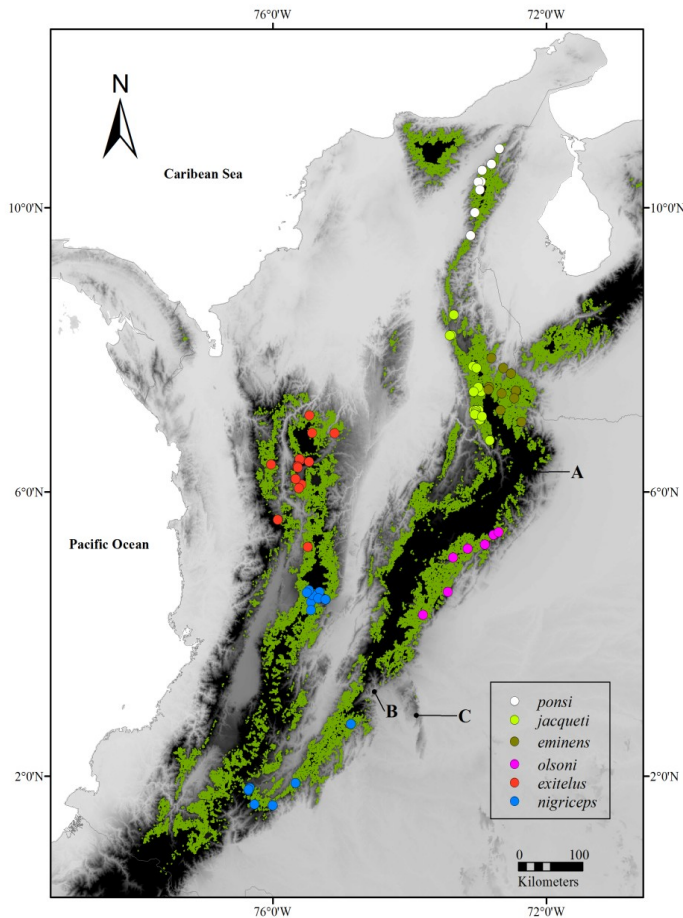 76°0'W 72°0'W
N
Caribean Sea
10°0'N 10°0'N
A
6°0'N 6°0'N
Pacific Ocean
B
C
ponsi
jacqueti
eminens
olsoni
exitelus
nigriceps
2°0'N 2°0'N
0 100
Kilometers
76°0'W 72°0'W